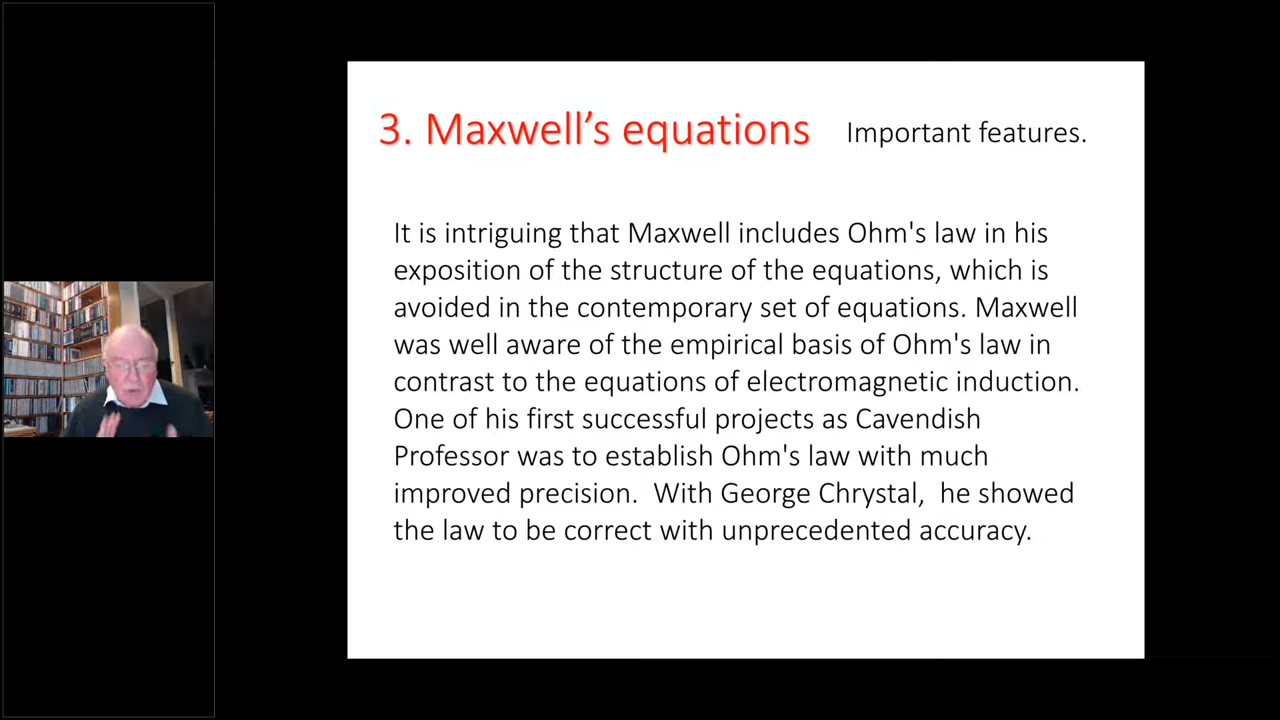 3. Maxwell's equations Important features.
It is intriguing that Maxwell includes Ohm's law in his
exposition of the structure of the equations, which is
avoided in the contemporary set of equations. Maxwell
was well aware of the empirical basis of Ohm's law in
contrast to the equations of electromagnetic induction.
One of his first successful projects as Cavendish
Professor was to establish Ohm's law with much
improved precision.  With George Chrystal,  he showed
the law to be correct with unprecedented accuracy.